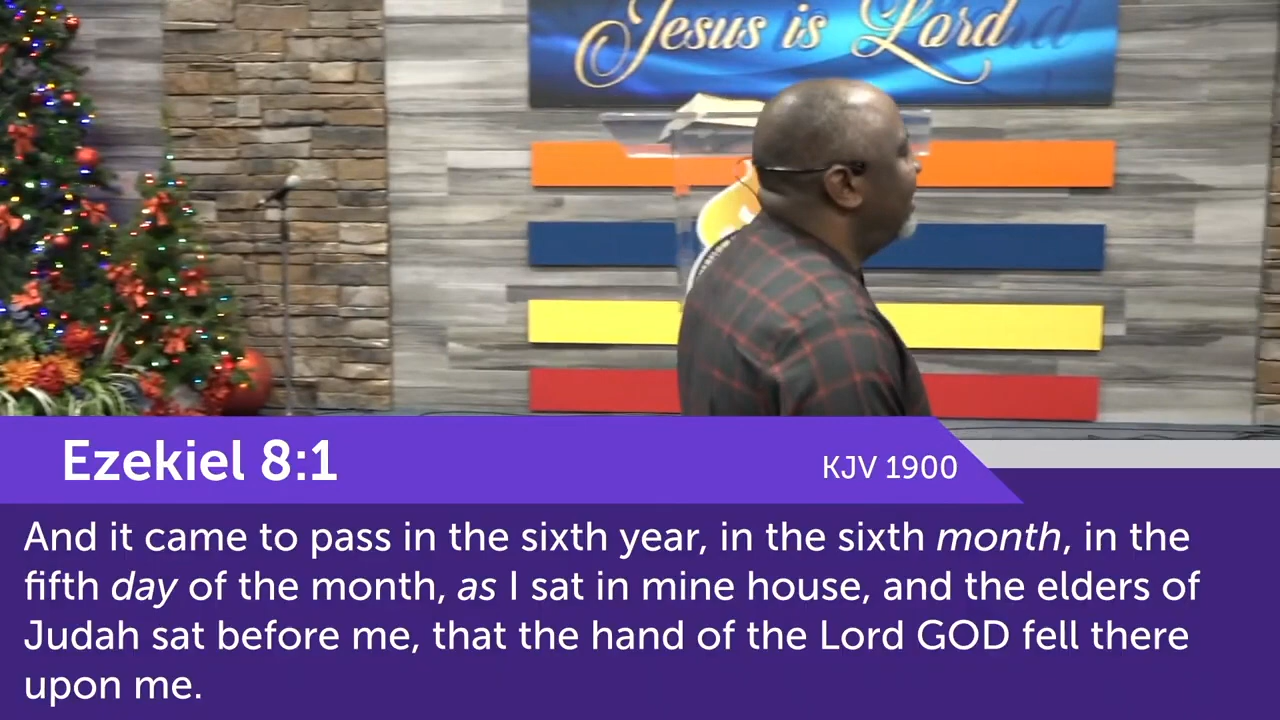 Jesus is Lord
Ezekiel 8:1
KJV 1900
And it came to pass in the sixth year, in the sixth month, in the
fifth day of the month, as I sat in mine house, and the elders of
Judah sat before me, that the hand of the Lord GOD fell there
upon me.